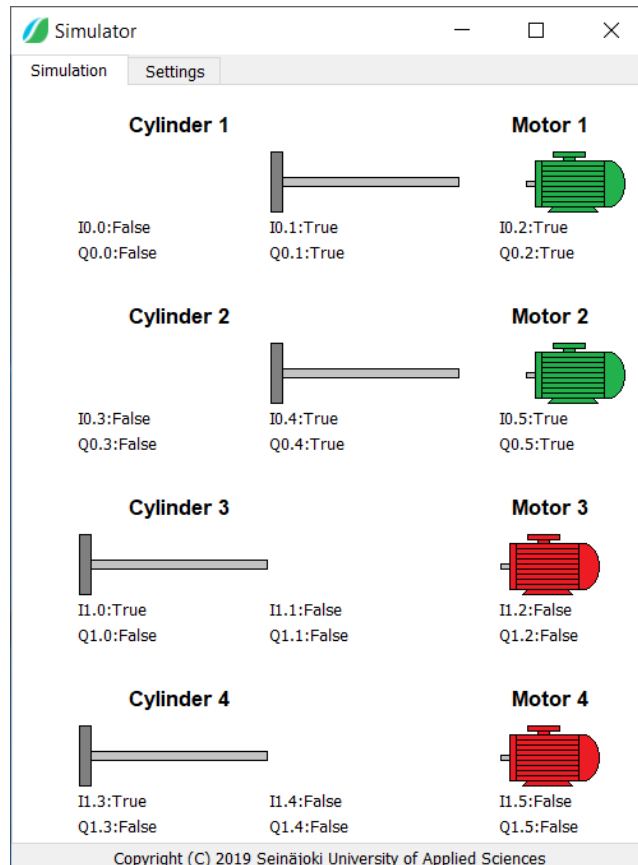 Simulator
Simulation Settings
Cylinder 1 Motor 1
I0.0:False I0.1:True I0.2:True
Q0.0:False Q0.1:True Q0.2:True
Cylinder 2 Motor 2
I0.3:False I0.4:True I0.5:True
Q0.3:False Q0.4:True Q0.5:True
Cylinder 3 Motor 3
I1.0:True I1.1:False I1.2:False
Q1.0:False Q1.1:False Q1.2:False
Cylinder 4 Motor 4
I1.3:True I1.4:False I1.5:False
Q1.3:False Q1.4:False Q1.5:False
Copyright (C) 2019 Seinäjoki University of Applied Sciences